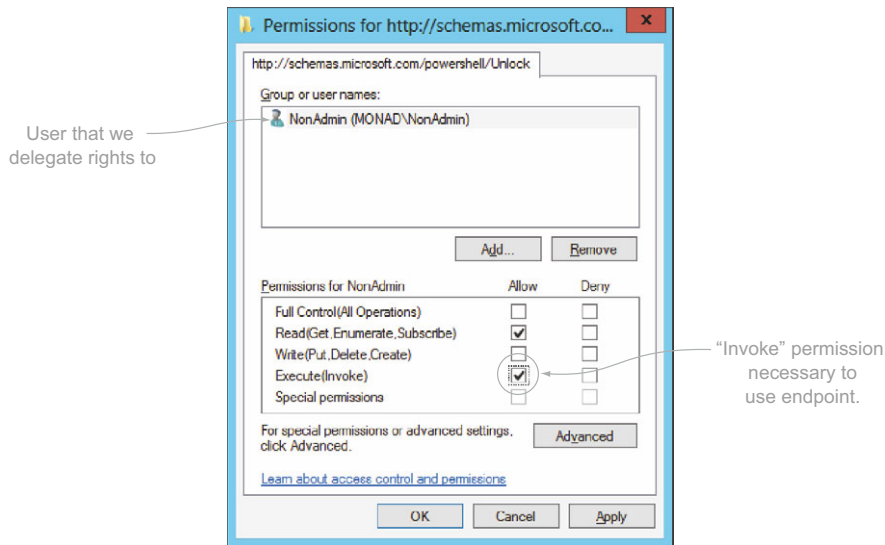 Permissions for http://schemas.microsoft.co...
x
http://schemas.microsoft.com/powershell/Unlock
Group or user names:
NonAdmin (MONAD\NonAdmin)
User that we
delegate rights to
Add...
Remove
Permissions for NonAdmin
Allow
Deny
Full Control(All Operations)
Read(Get,Enumerate,Subscribe)
Write(Put,Delete,Create)
Execute(Invoke)
Special permissions
“Invoke” permission
necessary to
use endpoint.
For special permissions or advanced settings,
click Advanced.
Advanced
Learn about access control and permissions
OK
Cancel
Apply